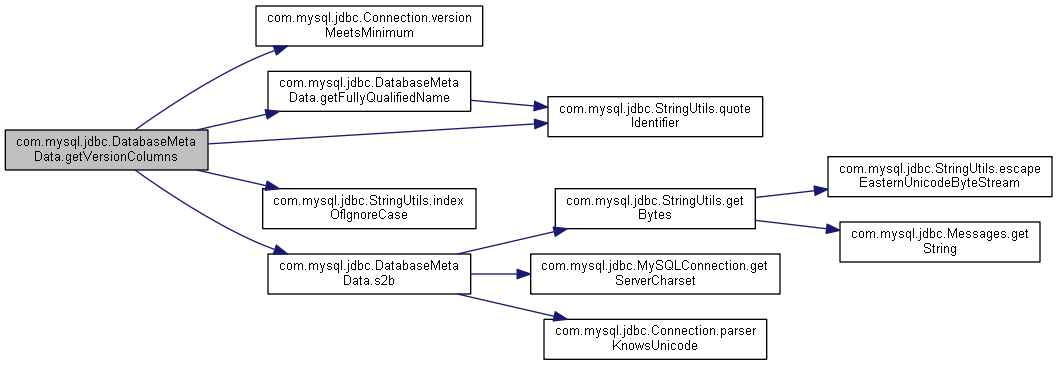 com.mysql.jdbc.Connection.version
MeetsMinimum
com.mysql.jdbc.DatabaseMeta
Data.getFullyQualifiedName
com.mysql.jdbc.StringUtils.quote
Identifier
com.mysql.jdbc.DatabaseMeta
Data.getVersionColumns
com.mysql.jdbc.StringUtils.index
OfIgnoreCase
com.mysql.jdbc.StringUtils.escape
EasternUnicodeByteStream
com.mysql.jdbc.StringUtils.get
Bytes
com.mysql.jdbc.Messages.get
String
com.mysql.jdbc.DatabaseMeta
Data.s2b
com.mysql.jdbc.MySQLConnection.get
ServerCharset
com.mysql.jdbc.Connection.parser
KnowsUnicode